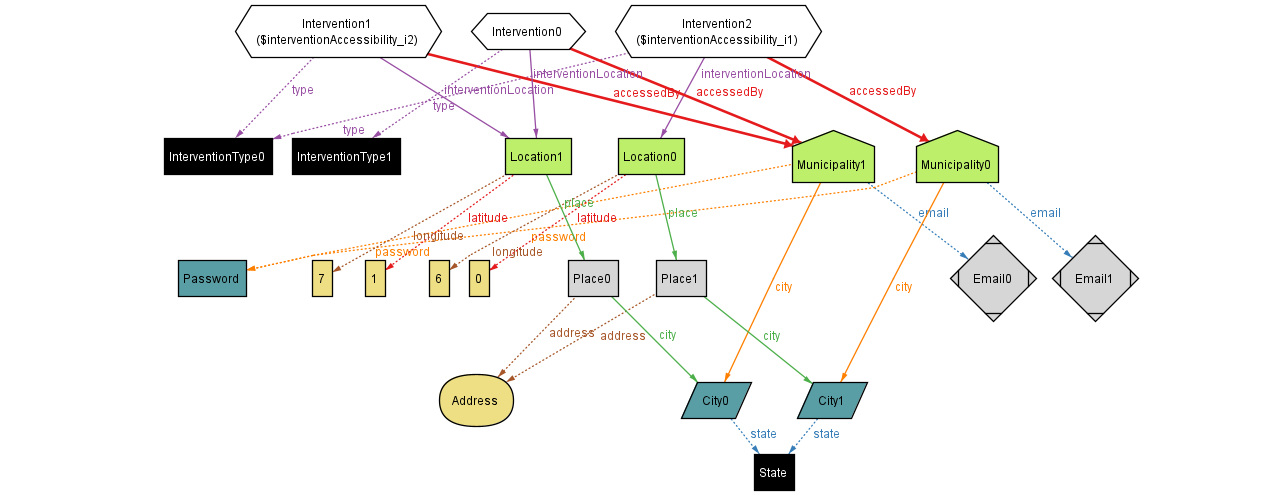 Intervention1
($interventionAccessibility_i2)
Intervention0
Intervention2
($interventionAccessibility_i1)
type
interventionLocation
type
type
interventionLocation
interventionLocation
accessedBy
accessedBy
accessedBy
InterventionType0
InterventionType1
Location1
Location0
Municipality1
Municipality0
place
place
latitude
latitude
longitude
longitude
password
password
email
email
Password
7
1
6
0
Place0
Place1
city
city
Email0
Email1
address
address
city
city
Address
City0
City1
state
state
State